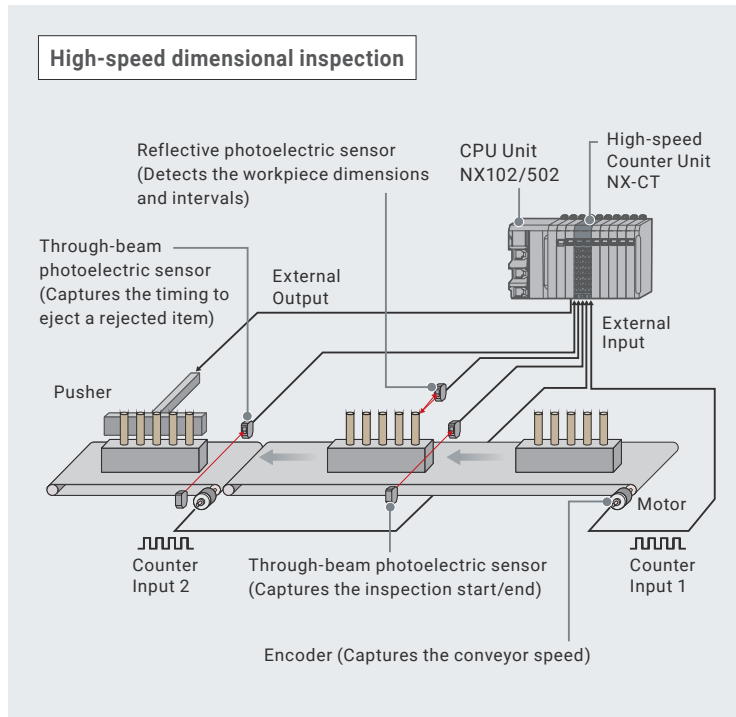 High-speed dimensional inspection
Reflective photoelectric sensor
(Detects the workpiece dimensions
and intervals)
CPU Unit
NX102/502
High-speed
Counter Unit
NX-CT
Through-beam
photoelectric sensor
(Captures the timing to
eject a rejected item)
External
Output
External
Input
Pusher
Motor
Counter
Input 2
Through-beam photoelectric sensor
(Captures the inspection start/end)
Counter
Input 1
Encoder (Captures the conveyor speed)